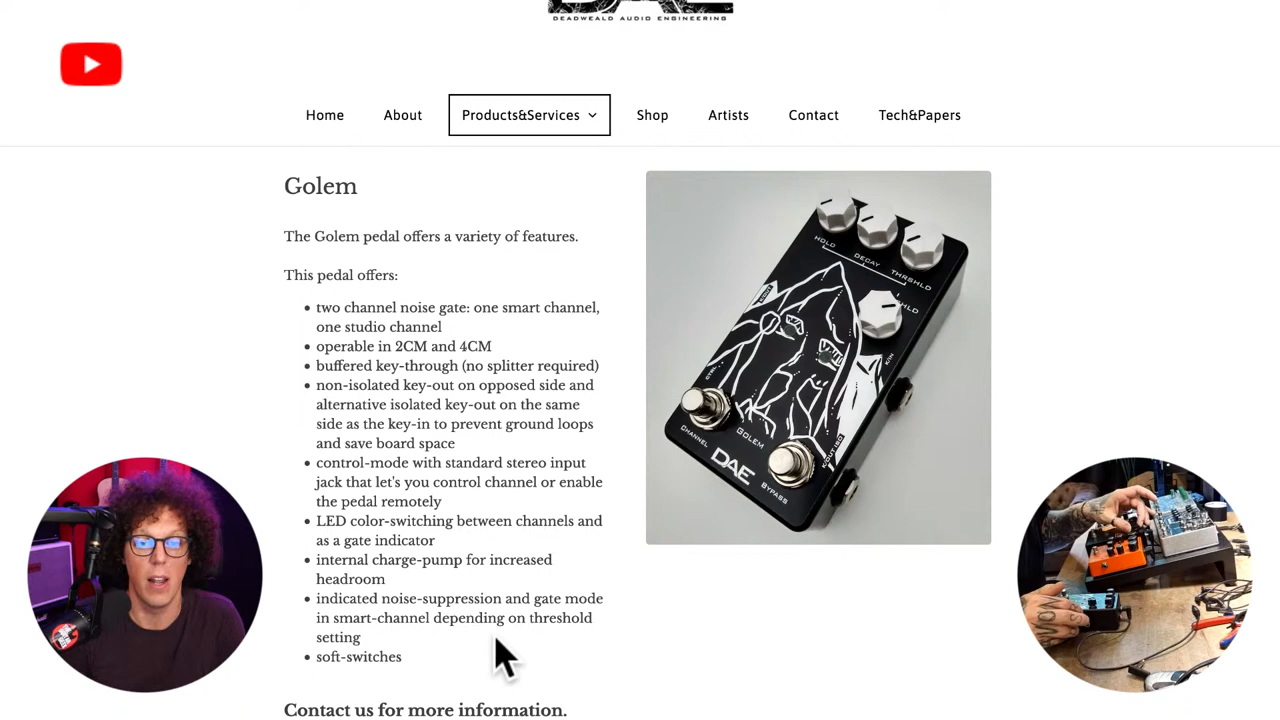 DEADWEALD AUDIO ENGINEERING
Home About Products&Services Shop Artists Contact Tech&Papers
Golem
The Golem pedal offers a variety of features.
This pedal offers:
two channel noise gate: one smart channel,
one studio channel
operable in 2CM and 4CM
buffered key-through (no splitter required)
non-isolated key-out on opposed side and
alternative isolated key-out on the same
side as the key-in to prevent ground loops
and save board space
control-mode with standard stereo input
jack that let's you control channel or enable
the pedal remotely
LED color-switching between channels and
as a gate indicator
internal charge-pump for increased
headroom
indicated noise-suppression and gate mode
in smart-channel depending on threshold
setting
soft-switches
Contact us for more information.
HOLD
DECAY
THRSHLD
K.IN
CTRL
CHANNEL
GOLEM
DAE
BYPASS